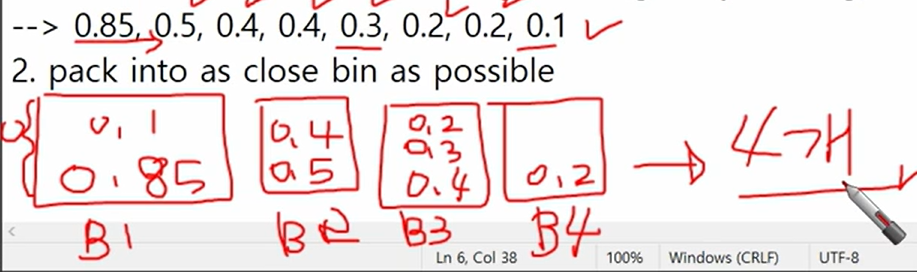 --> 0.85, 0.5, 0.4, 0.4, 0.3, 0.2, 0.2, 0.1
2. pack into as close bin as possible
0.1 0.4 0.2
0.85 0.5 0.3
0.4 0.2
4개
B1 B2 B3 B4
Ln 6, Col 38 100% Windows (CRLF) UTF-8